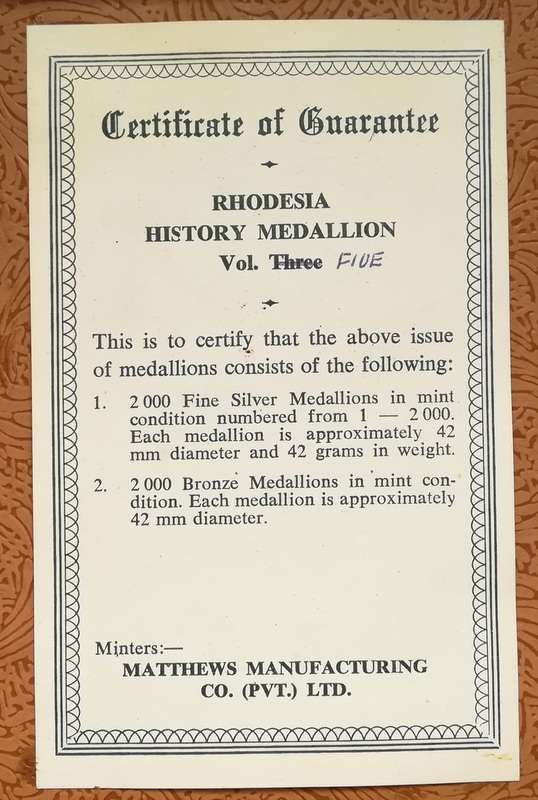 Certificate of Guarantee
RHODESIA
HISTORY MEDALLION
Vol. Three FIVE
This is to certify that the above issue
of medallions consists of the following:
1. 2 000 Fine Silver Medallions in mint
condition numbered from 1 — 2 000.
Each medallion is approximately 42
mm diameter and 42 grams in weight.
2. 2 000 Bronze Medallions in mint con-
dition. Each medallion is approximately
42 mm diameter.
Minters:—
MATTHEWS MANUFACTURING
CO. (PVT.) LTD.